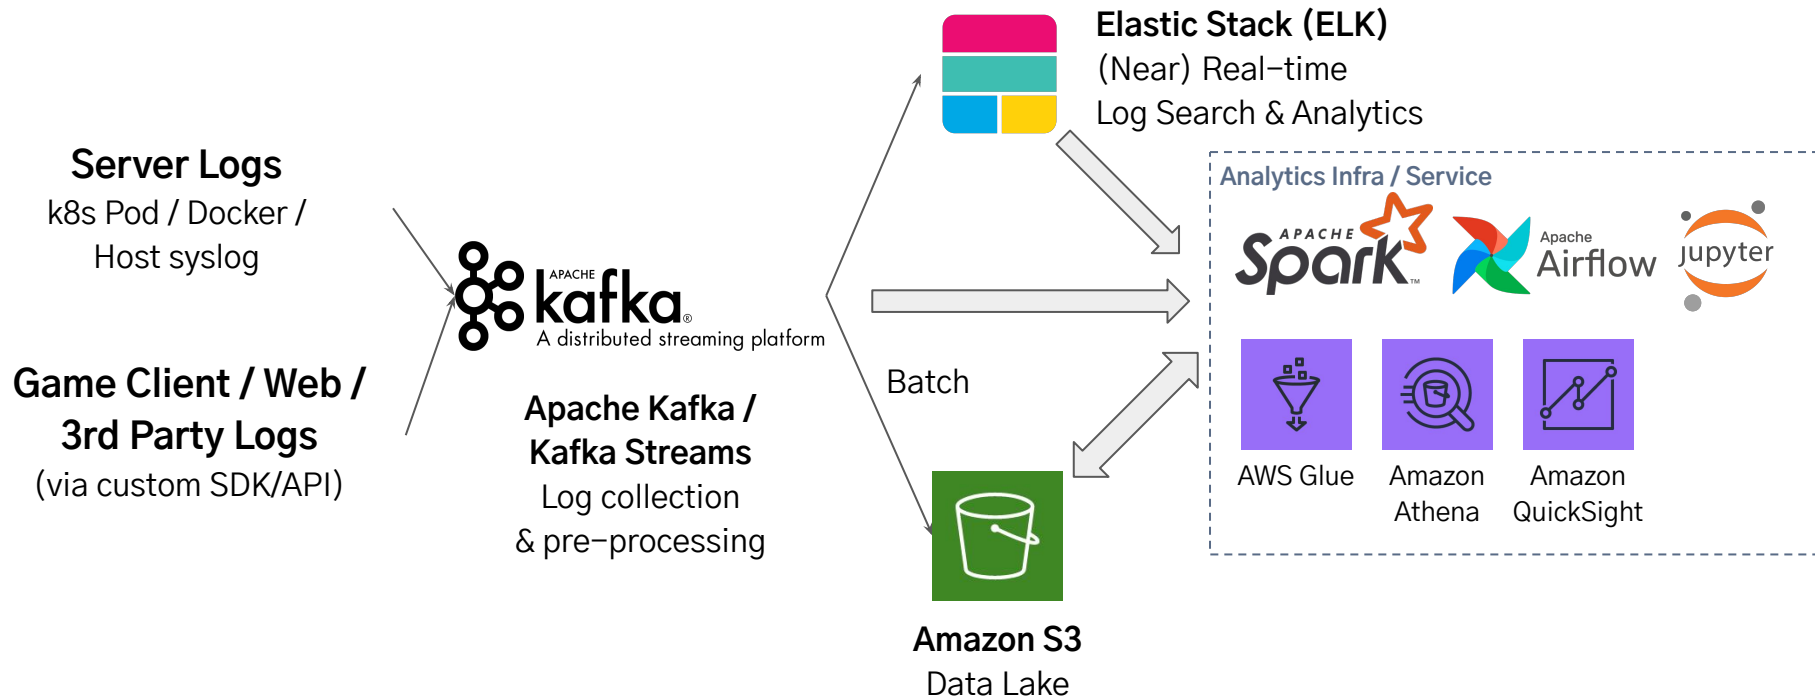 Server Logs
k8s Pod / Docker /
Host syslog
Game Client / Web /
3rd Party Logs
(via custom SDK/API)
APACHE
kafka®
A distributed streaming platform
Apache Kafka /
Kafka Streams
Log collection
& pre-processing
Elastic Stack (ELK)
(Near) Real-time
Log Search & Analytics
Batch
Amazon S3
Data Lake
Analytics Infra / Service
APACHE
Spark™
Apache
Airflow
jupyter
AWS Glue
Amazon
Athena
Amazon
QuickSight